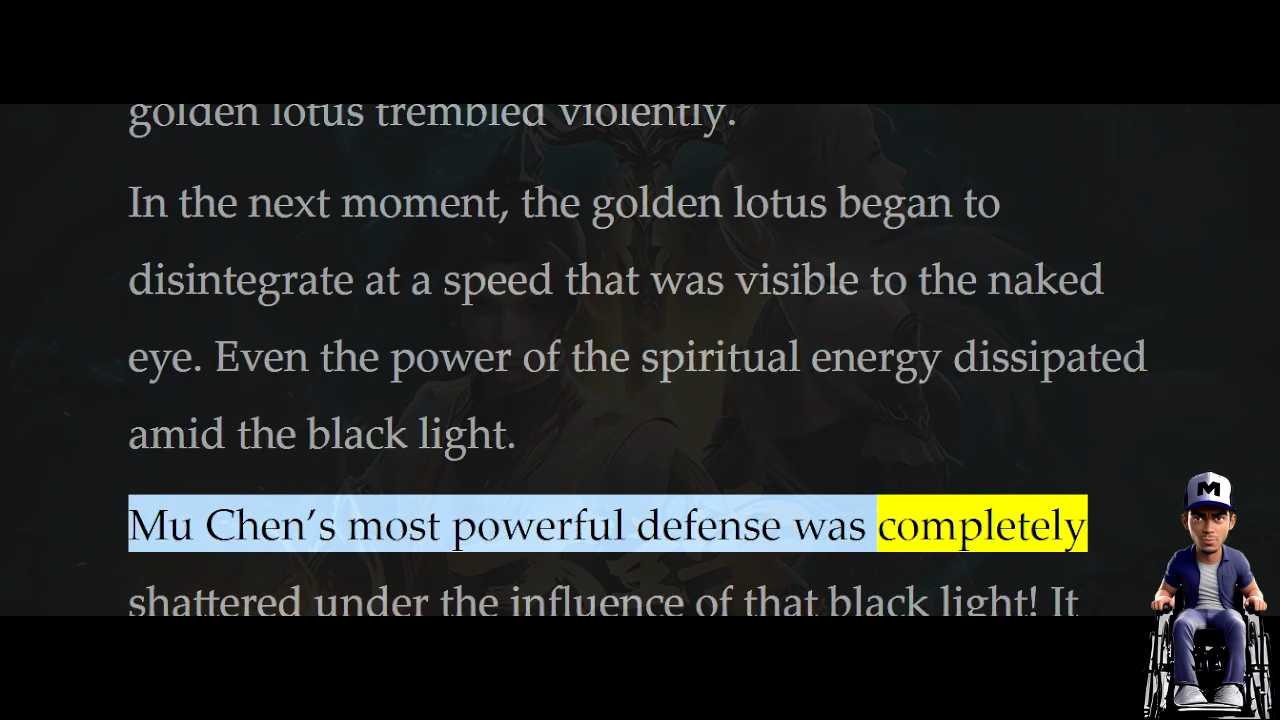 golden lotus trembled violently.
In the next moment, the golden lotus began to
disintegrate at a speed that was visible to the naked
eye. Even the power of the spiritual energy dissipated
amid the black light.
Mu Chen’s most powerful defense was completely
shattered under the influence of that black light! It
M
M